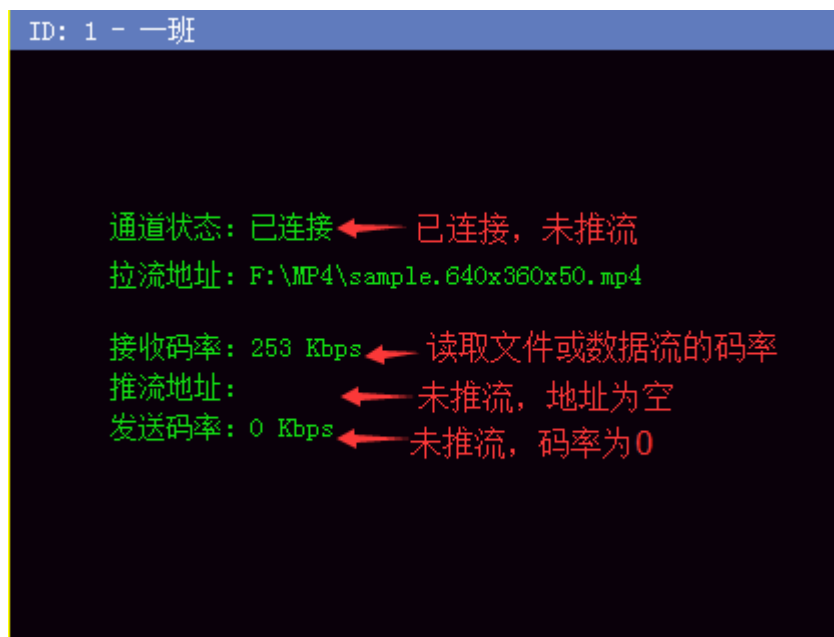 ID: 1 - 一班
通道状态: 已连接 已连接, 未推流
拉流地址: F:\MP4\sample.640x360x50.mp4
接收码率: 253 Kbps 读取文件或数据流的码率
推流地址: 未推流, 地址为空
发送码率: 0 Kbps 未推流, 码率为0